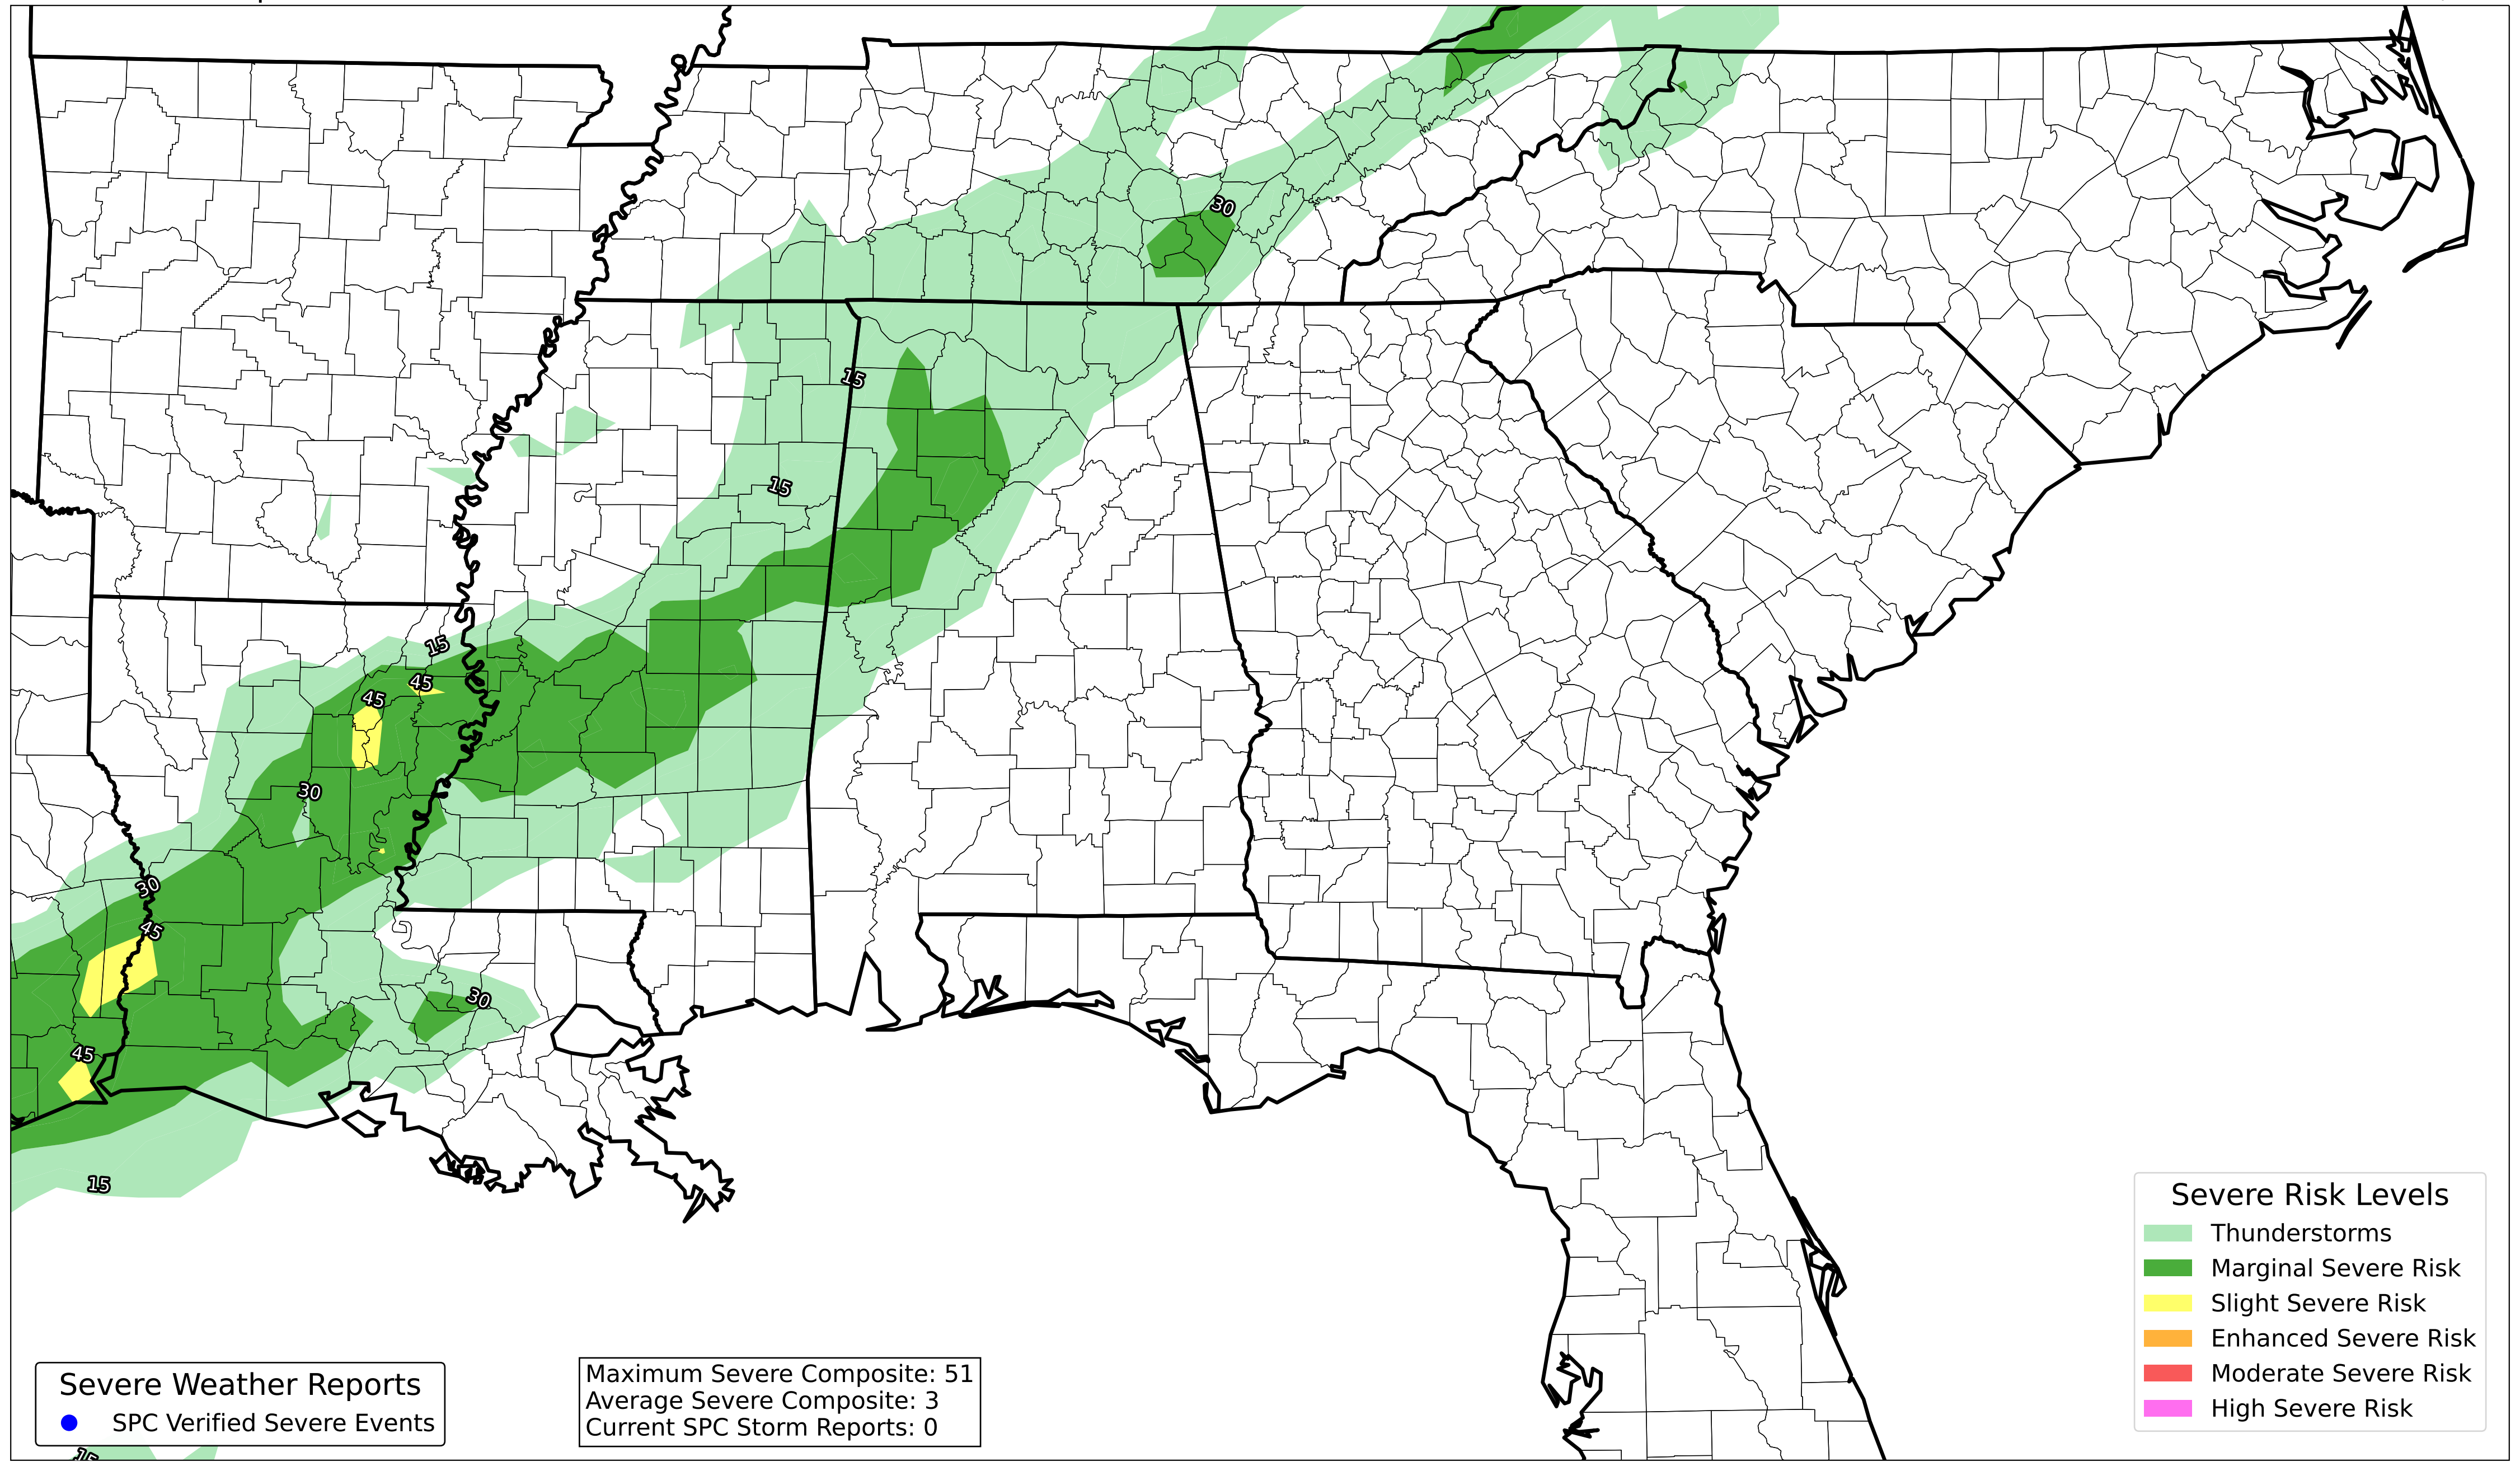 30
15
15
15
45
45
30
30
45
30
45
15
Severe Risk Levels
Thunderstorms
Marginal Severe Risk
Slight Severe Risk
Enhanced Severe Risk
Moderate Severe Risk
High Severe Risk
Severe Weather Reports
SPC Verified Severe Events
Maximum Severe Composite: 51
Average Severe Composite: 3
Current SPC Storm Reports: 0
15